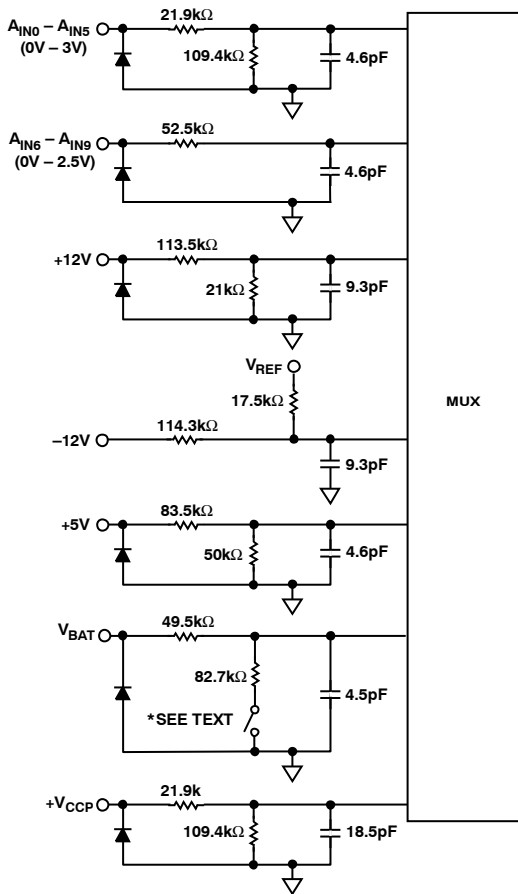 A_IN0 – A_IN5
(0V – 3V)
21.9kΩ
109.4kΩ
4.6pF
A_IN6 – A_IN9
(0V – 2.5V)
52.5kΩ
4.6pF
+12V
113.5kΩ
21kΩ
9.3pF
V_REF
17.5kΩ
MUX
–12V
114.3kΩ
9.3pF
+5V
83.5kΩ
50kΩ
4.6pF
V_BAT
49.5kΩ
82.7kΩ
4.5pF
*SEE TEXT
+V_CCP
21.9k
109.4kΩ
18.5pF